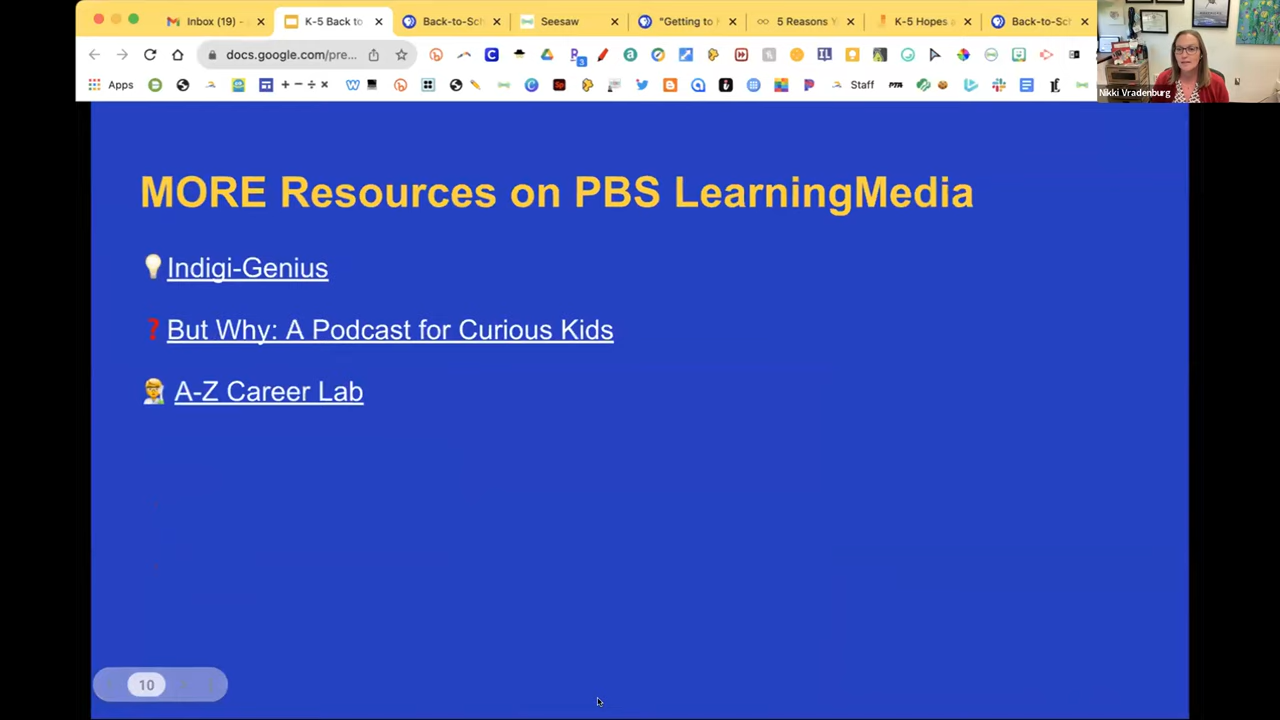 Inbox (19) -
K-5 Back to
Back-to-Sch
Seesaw
"Getting to
5 Reasons Y
K-5 Hopes a
Back-to-Sc
docs.google.com/pre...
Apps
Staff
Nikki Vradenburg
MORE Resources on PBS LearningMedia
Indigi-Genius
But Why: A Podcast for Curious Kids
A-Z Career Lab
10